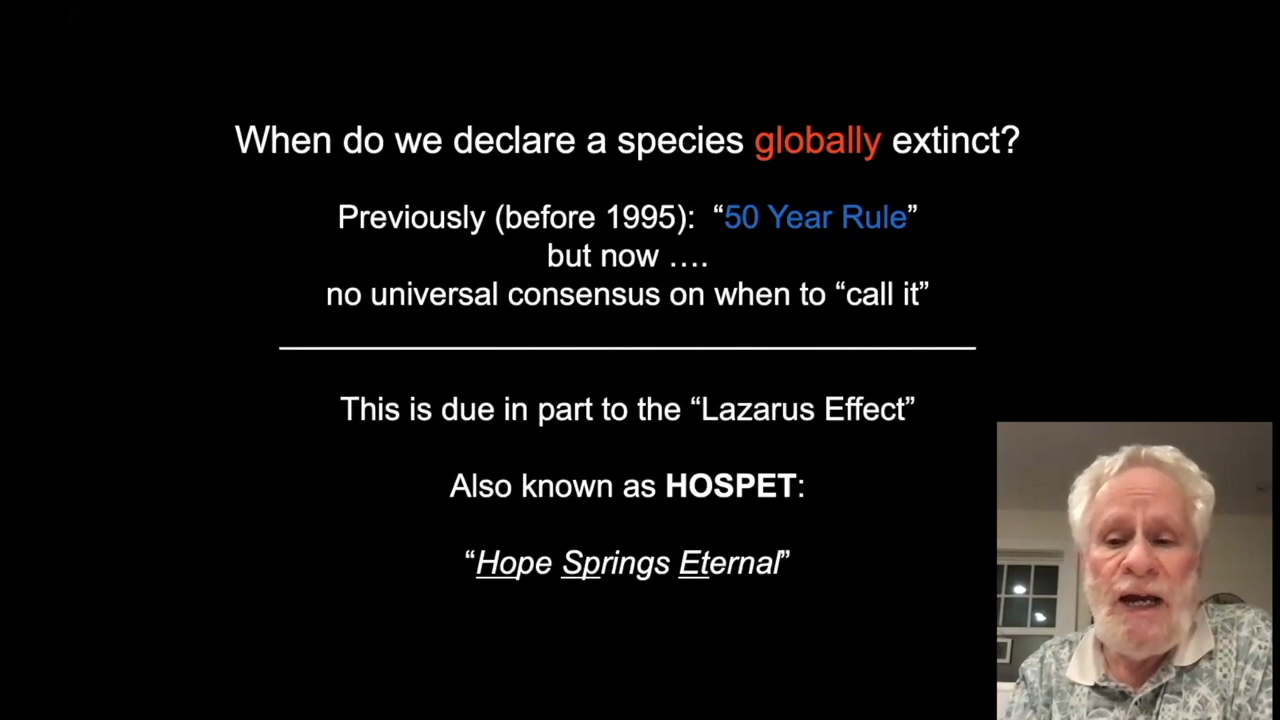 When do we declare a species globally extinct?
Previously (before 1995): “50 Year Rule”
but now ....
no universal consensus on when to “call it”
This is due in part to the “Lazarus Effect”
Also known as HOSPET:
“Hope Springs Eternal”